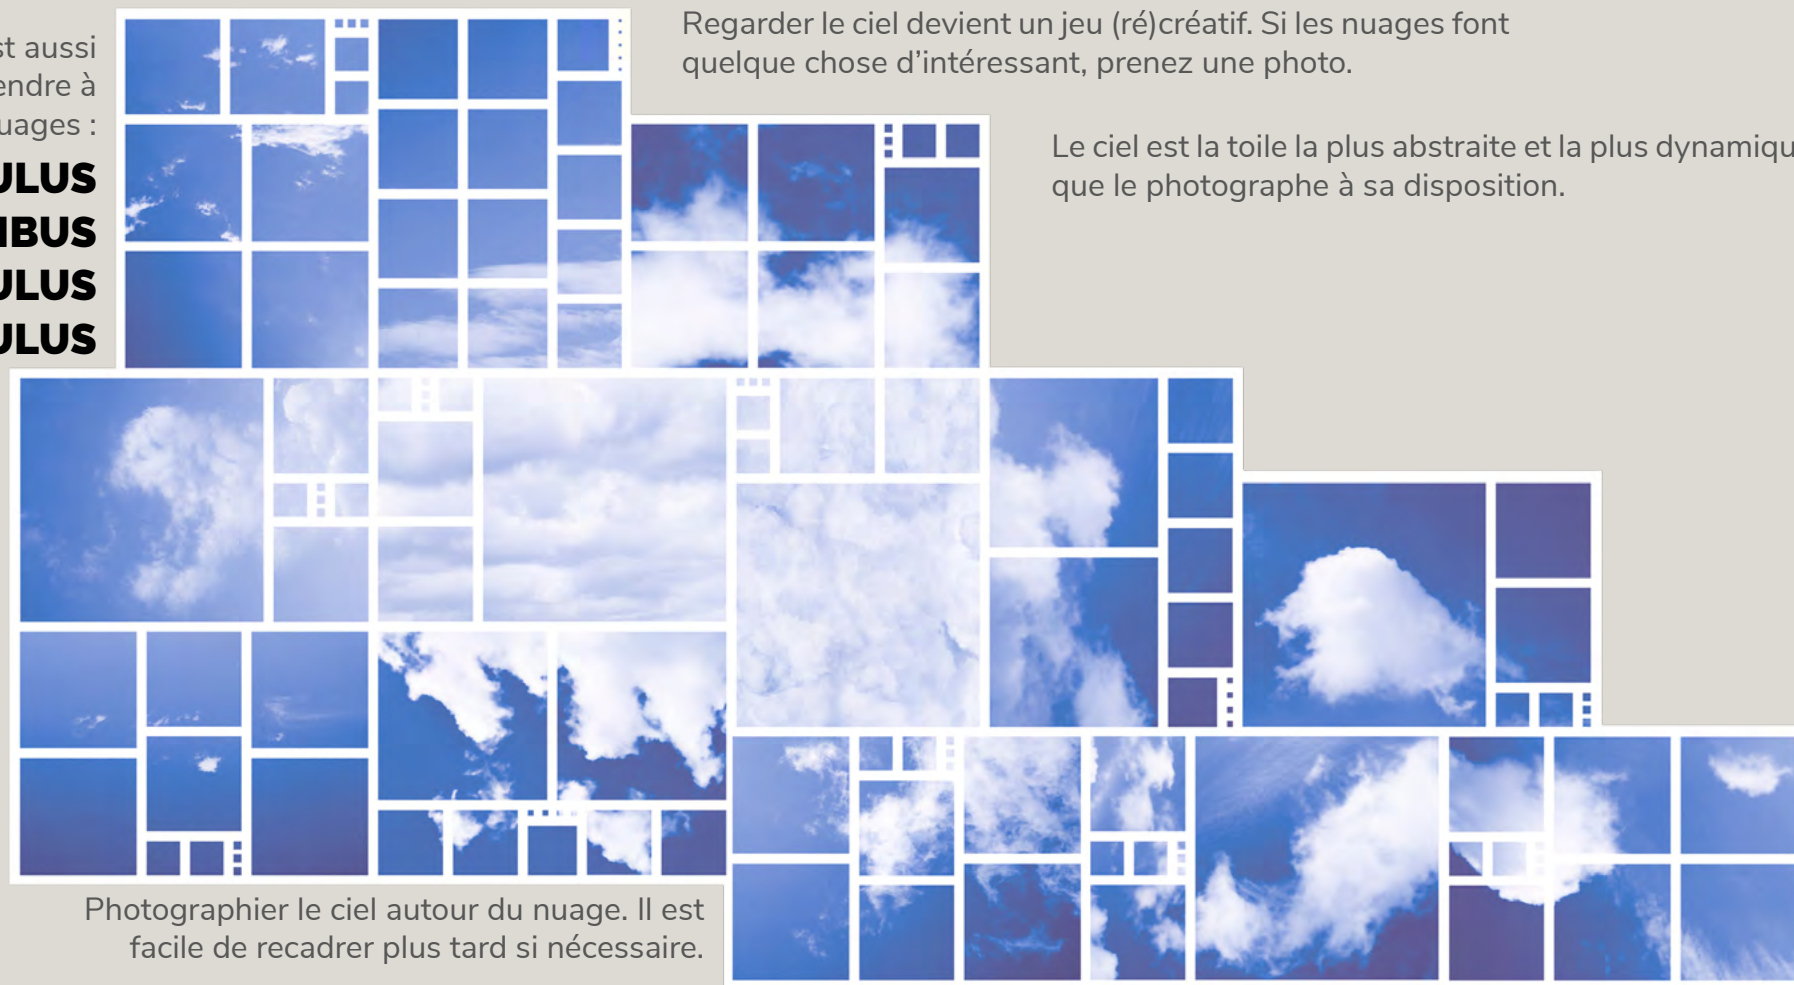 st aussi
endre à
uages :
ULUS
IBUS
ULUS
ULUS
Regarder le ciel devient un jeu (ré)créatif. Si les nuages font
quelque chose d'intéressant, prenez une photo.
Le ciel est la toile la plus abstraite et la plus dynamiqu
que le photographe à sa disposition.
Photographier le ciel autour du nuage. Il est
facile de recadrer plus tard si nécessaire.